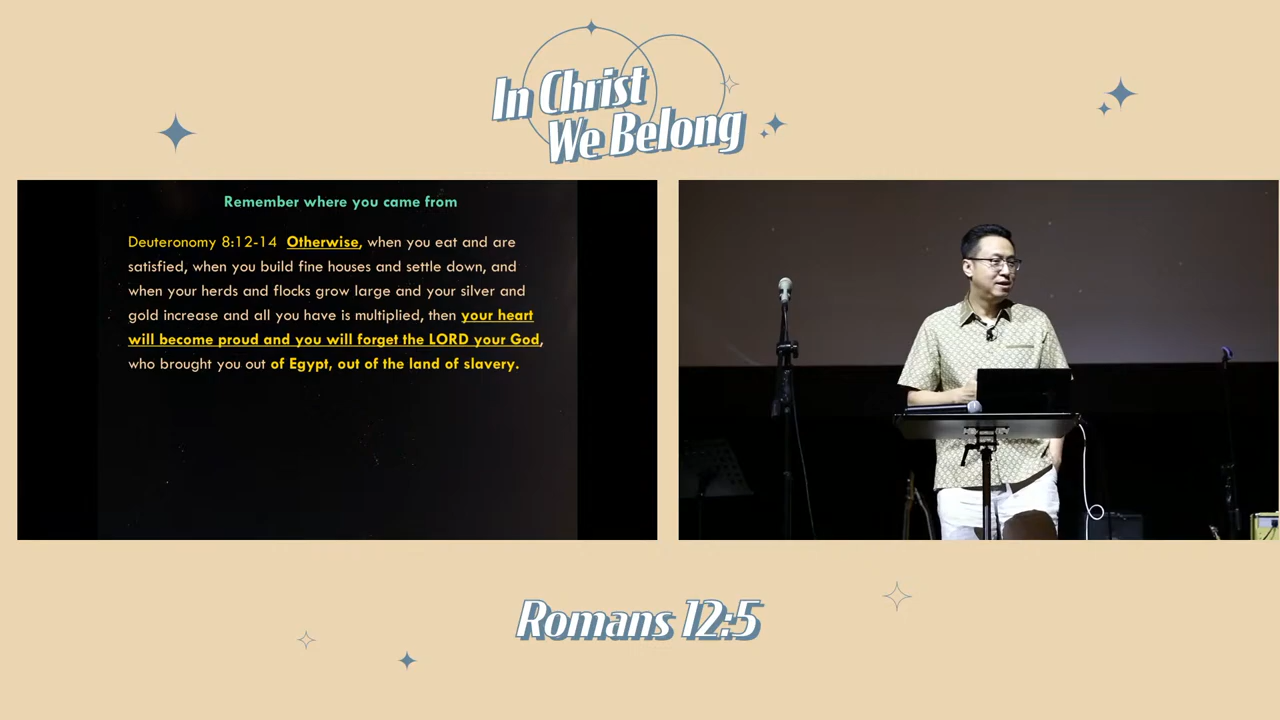 In Christ
We Belong
Remember where you came from
Deuteronomy 8:12-14 Otherwise, when you eat and are
satisfied, when you build fine houses and settle down, and
when your herds and flocks grow large and your silver and
gold increase and all you have is multiplied, then your heart
will become proud and you will forget the LORD your God,
who brought you out of Egypt, out of the land of slavery.
Romans 12:5